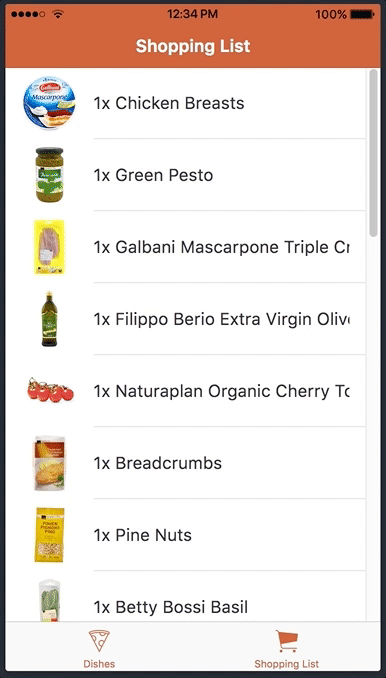 12:34 PM
100%
Shopping List
Galbani
Mascarpone
1x Chicken Breasts
1x Green Pesto
1x Galbani Mascarpone Triple Cr
1x Filippo Berio Extra Virgin Olive
1x Naturaplan Organic Cherry To
1x Breadcrumbs
1x Pine Nuts
1x Betty Bossi Basil
Dishes
Shopping List